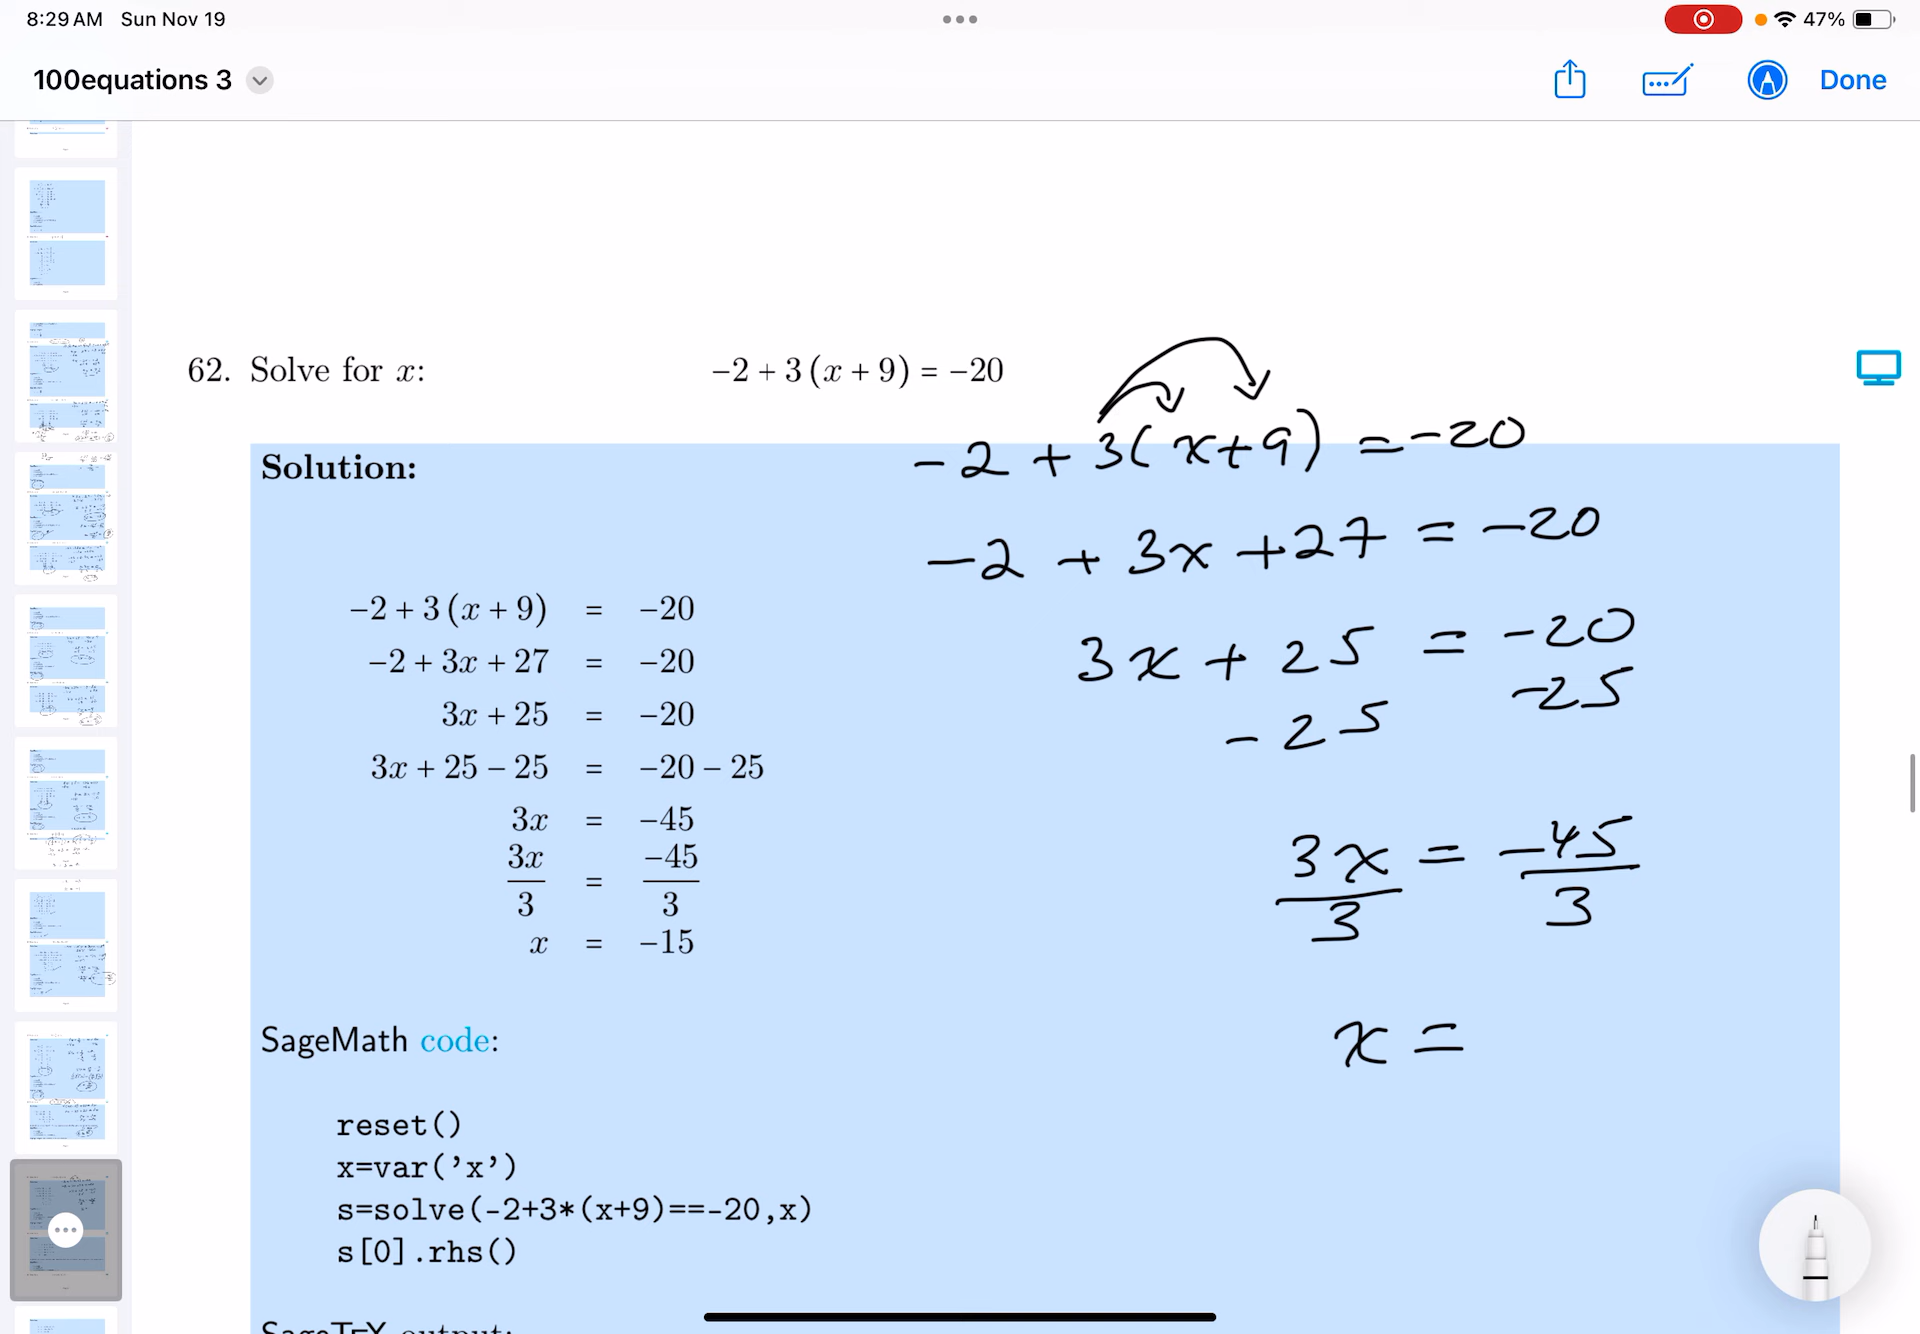 8:29 AM Sun Nov 19
47%
100equations 3
Done
62. Solve for x:
−2 + 3 (x + 9) = −20
-2 + 3(x+9) = -20
Solution:
-2 + 3x +27 = -20
3x + 25 = -20
-25 -25
3x = -45
3 3
x =
−2 + 3 (x + 9) = −20
−2 + 3x + 27 = −20
3x + 25 = −20
3x + 25 − 25 = −20 − 25
3x = −45
3x −45
=
3 3
x = −15
SageMath code:
reset()
x=var('x')
s=solve(-2+3*(x+9)==-20,x)
s[0].rhs()
SageTEX output: